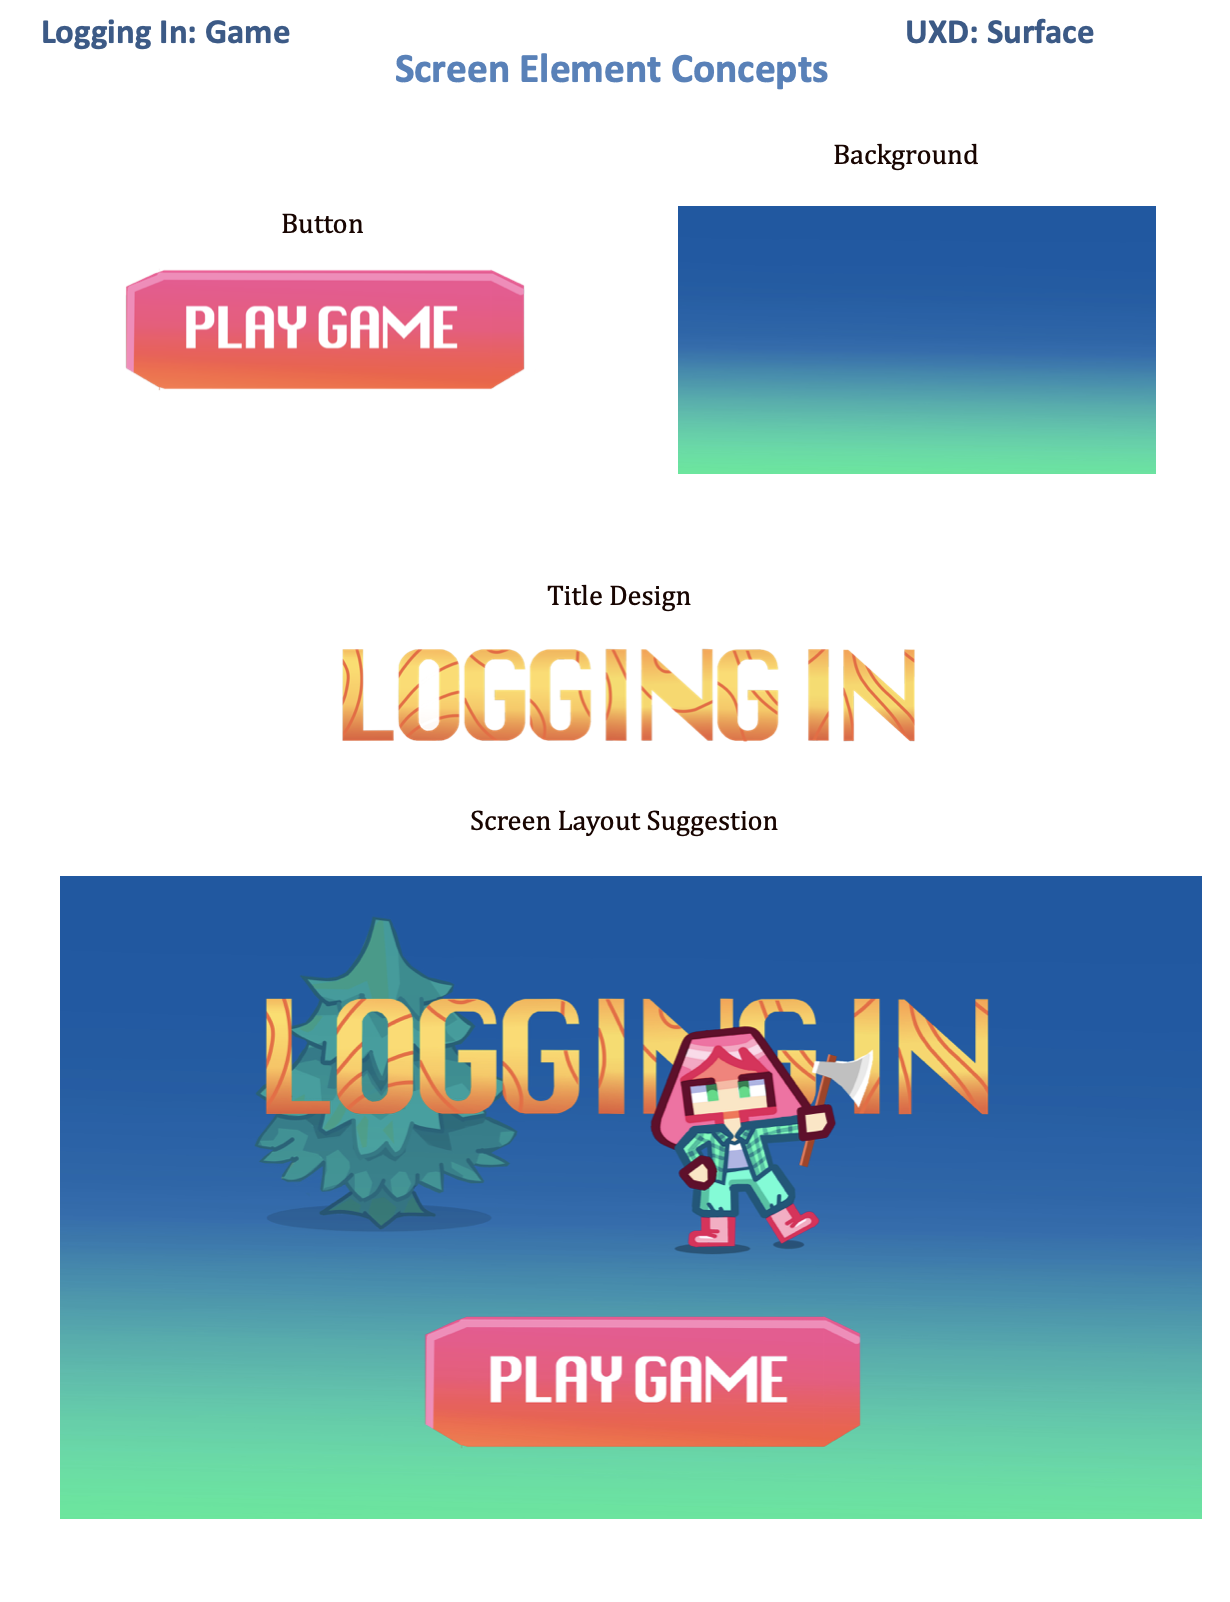 Logging In: Game
UXD: Surface
Screen Element Concepts
Background
Button
PLAY GAME
Title Design
LOGGING IN
Screen Layout Suggestion
LOGGING IN
PLAY GAME